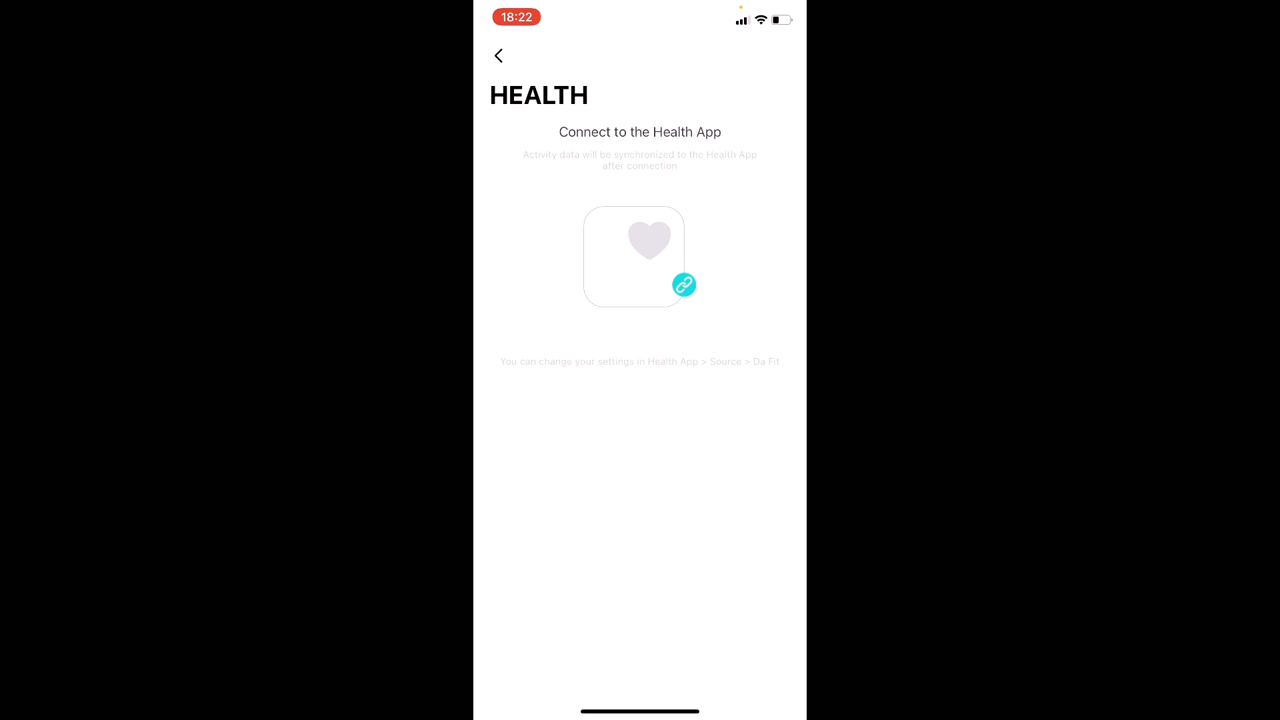 18:22
HEALTH
Connect to the Health App
Activity data will be synchronized to the Health App
after connection
You can change your settings in Health App > Source > Da Fit